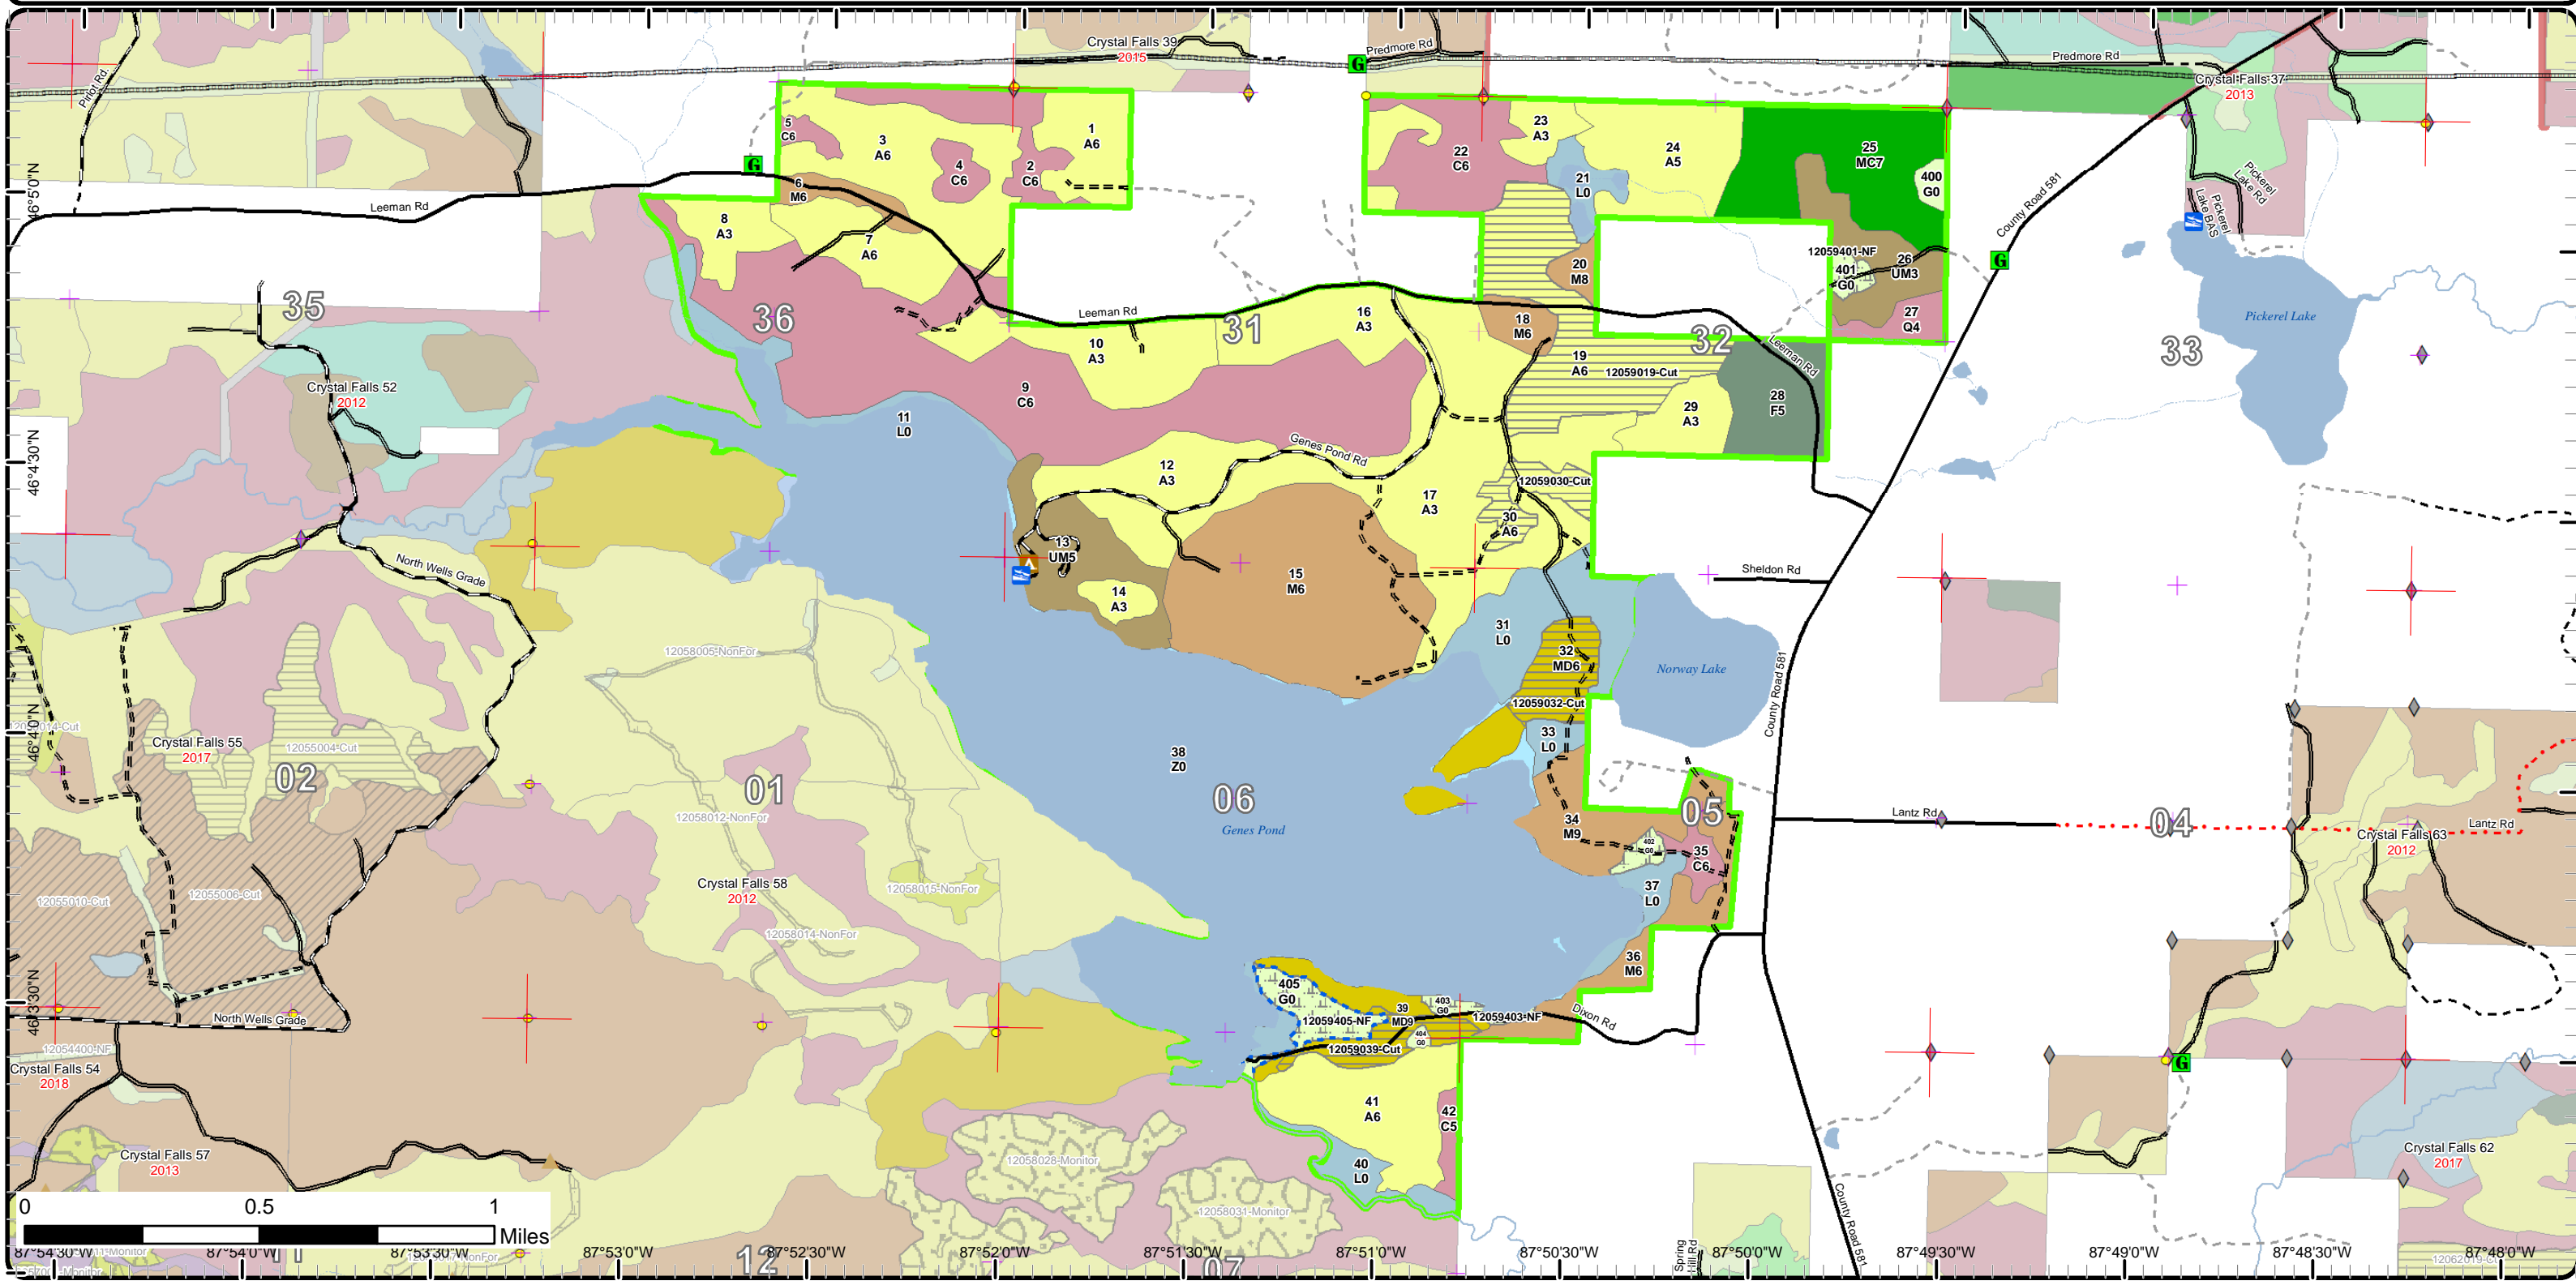 Crystal Falls 39
2015
Predmore Rd
Predmore Rd
Crystal Falls 37
2013
Pirlot Rd
G
G
G
G
5
C6
3
A6
4
C6
2
C6
1
A6
22
C6
23
A3
24
A5
25
MC7
400
G0
21
L0
6
M6
8
A3
7
A6
Leeman Rd
County Road 581
Pickerel
Lake Rd
Pickerel
Lake BAS
46°5'0"N
20
M8
12059401-NF
401
G0
26
UM3
27
Q4
35
36
31
32
33
Leeman Rd
Pickerel Lake
16
A3
10
A3
18
M6
19
A6
12059019-Cut
Leeman Rd
Crystal Falls 52
2012
9
C6
11
L0
29
A3
28
F5
46°4'30"N
Genes Pond Rd
12
A3
12059030-Cut
17
A3
30
A6
13
UM5
14
A3
15
M6
North Wells Grade
Sheldon Rd
31
L0
32
MD6
Norway Lake
12058005-NonFor
County Road 581
12059032-Cut
33
L0
46°4'0"N
Crystal Falls 55
2017
12055004-Cut
02
01
38
Z0
06
Genes Pond
05
04
12058012-NonFor
34
M9
402
G0
35
C6
Lantz Rd
Lantz Rd
Crystal Falls 63
2012
12055010-Cut
12055006-Cut
Crystal Falls 58
2012
12058015-NonFor
37
L0
12058014-NonFor
36
M6
46°3'30"N
North Wells Grade
405
G0
12059405-NF
39
MD9
403
G0
12059403-NF
404
G0
12059039-Cut
Dixon Rd
12054400-NF
Crystal Falls 54
2018
41
A6
42
C5
40
L0
Crystal Falls 57
2013
12058028-Monitor
12058031-Monitor
Crystal Falls 62
2017
County Road 581
Spring
Hill Rd
0 0.5 1
Miles
12
07
87°54'30"W 87°54'0"W 87°53'30"W 87°53'0"W 87°52'30"W 87°52'0"W 87°51'30"W 87°51'0"W 87°50'30"W 87°50'0"W 87°49'30"W 87°49'0"W 87°48'30"W 87°48'0"W